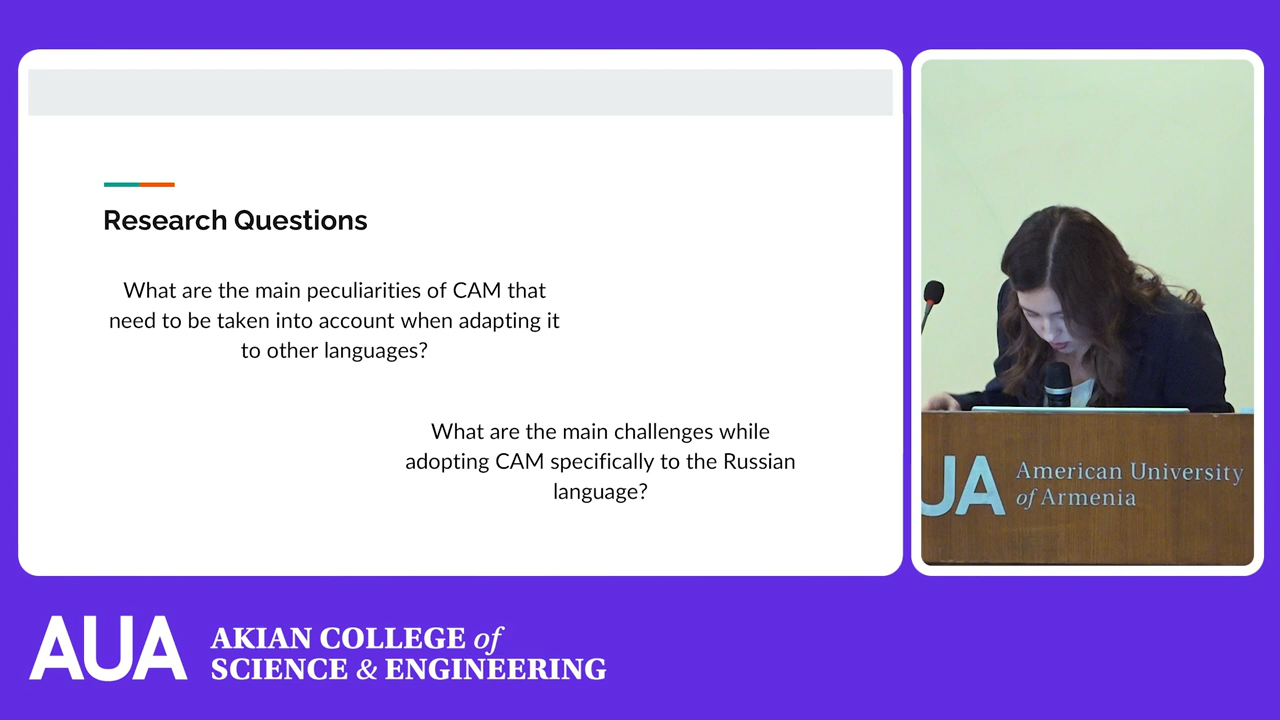 Research Questions
What are the main peculiarities of CAM that
need to be taken into account when adapting it
to other languages?
What are the main challenges while
adopting CAM specifically to the Russian
language?
UA
American University
of Armenia
AUA
AKIAN COLLEGE of
SCIENCE & ENGINEERING